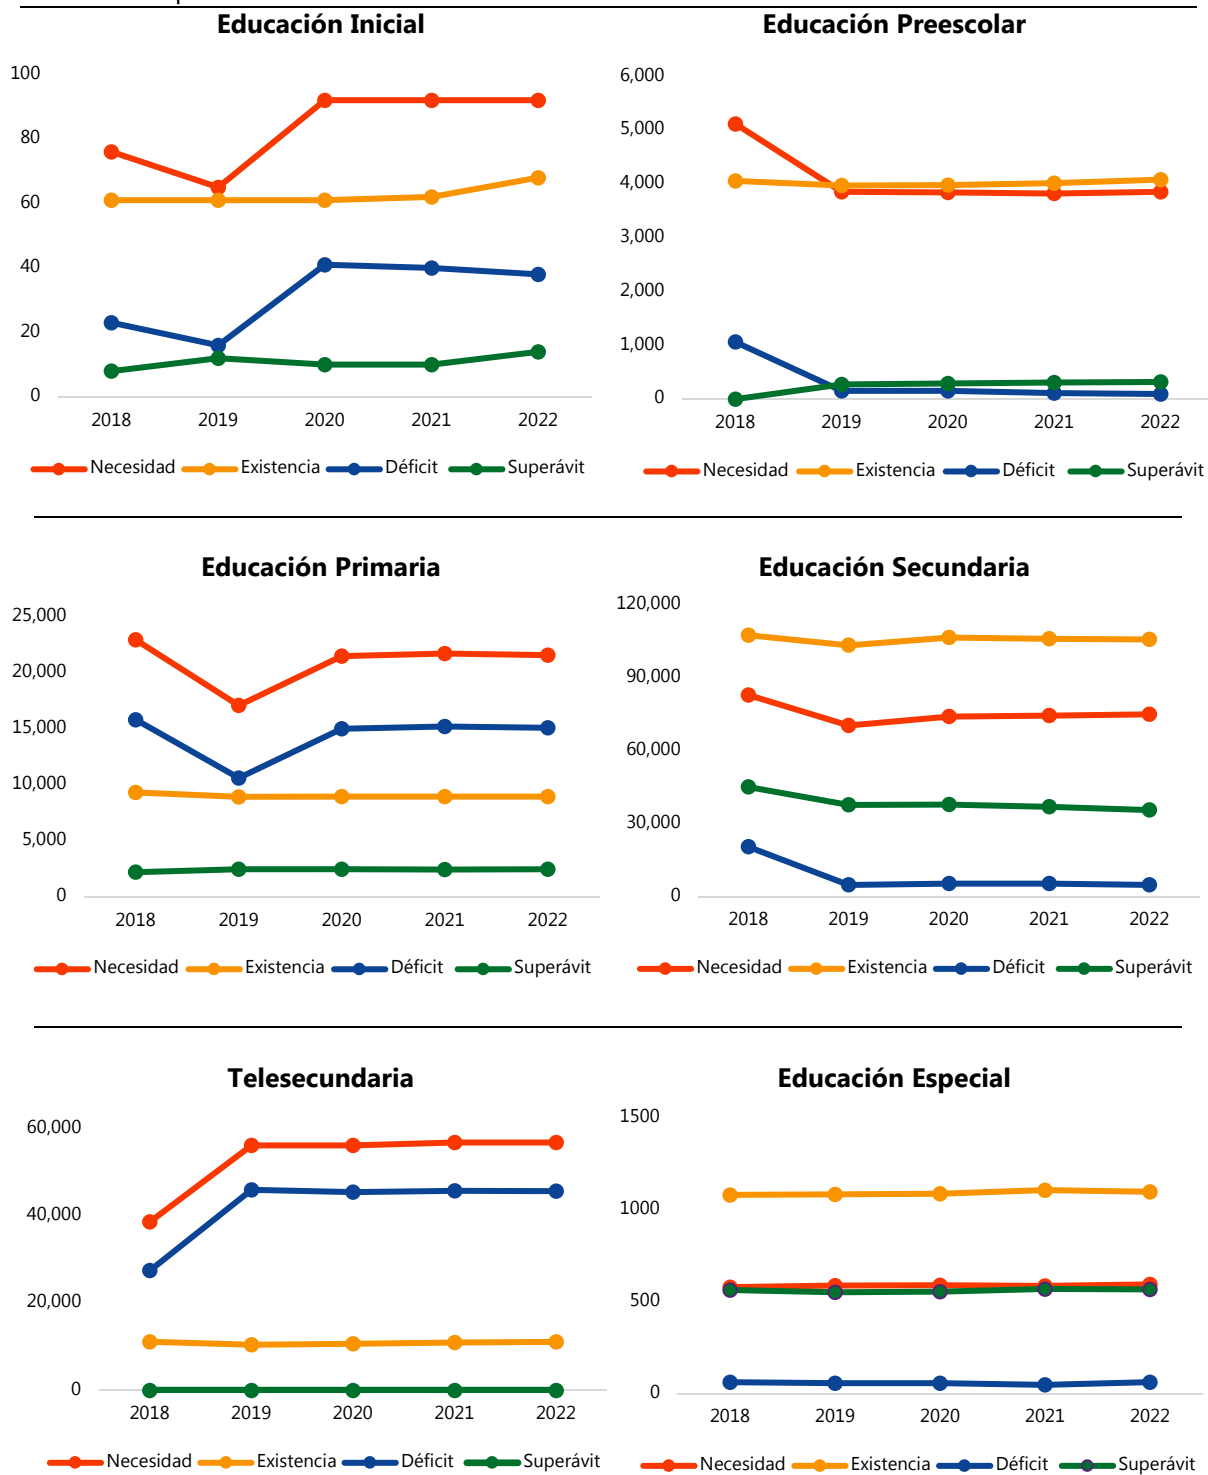 Educación Inicial
100
80
60
40
20
0
2018 2019 2020 2021 2022
Necesidad Existencia Déficit Superávit
Educación Preescolar
6,000
5,000
4,000
3,000
2,000
1,000
0
2018 2019 2020 2021 2022
Necesidad Existencia Déficit Superávit
Educación Primaria
25,000
20,000
15,000
10,000
5,000
0
2018 2019 2020 2021 2022
Necesidad Existencia Déficit Superávit
Educación Secundaria
120,000
90,000
60,000
30,000
0
2018 2019 2020 2021 2022
Necesidad Existencia Déficit Superávit
Telesecundaria
60,000
40,000
20,000
0
2018 2019 2020 2021 2022
Necesidad Existencia Déficit Superávit
Educación Especial
1500
1000
500
0
2018 2019 2020 2021 2022
Necesidad Existencia Déficit Superávit